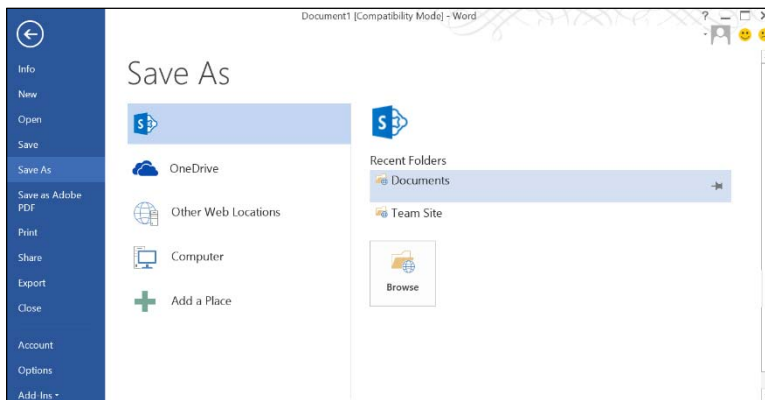 Document1 [Compatibility Mode] - Word
?
Info
New
Open
Save
Save As
Save as Adobe
PDF
Print
Share
Export
Close
Account
Options
Add-Ins
Save As
S
OneDrive
Other Web Locations
Computer
Add a Place
S
Recent Folders
Documents
Team Site
Browse